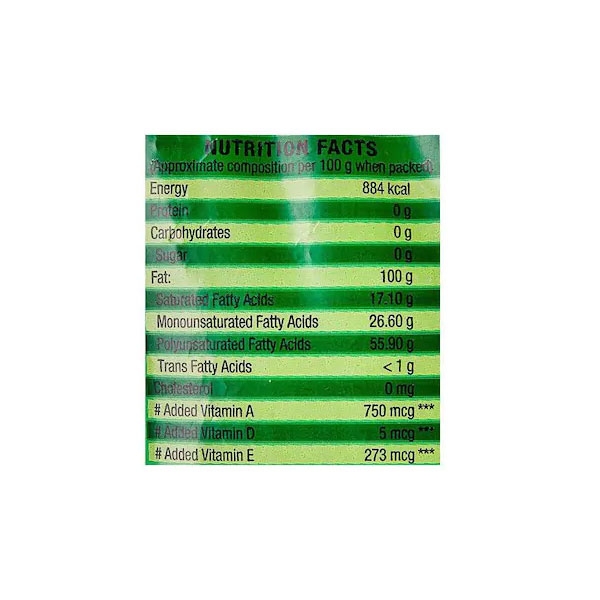 NUTRITION FACTS
(Approximate composition per 100 g when packed)
Energy 884 kcal
Protein 0 g
Carbohydrates 0 g
Sugar 0 g
Fat: 100 g
Saturated Fatty Acids 17.10 g
Monounsaturated Fatty Acids 26.60 g
Polyunsaturated Fatty Acids 55.90 g
Trans Fatty Acids < 1 g
Cholesterol 0 mg
# Added Vitamin A 750 mcg ***
# Added Vitamin D 5 mcg ***
# Added Vitamin E 273 mcg ***